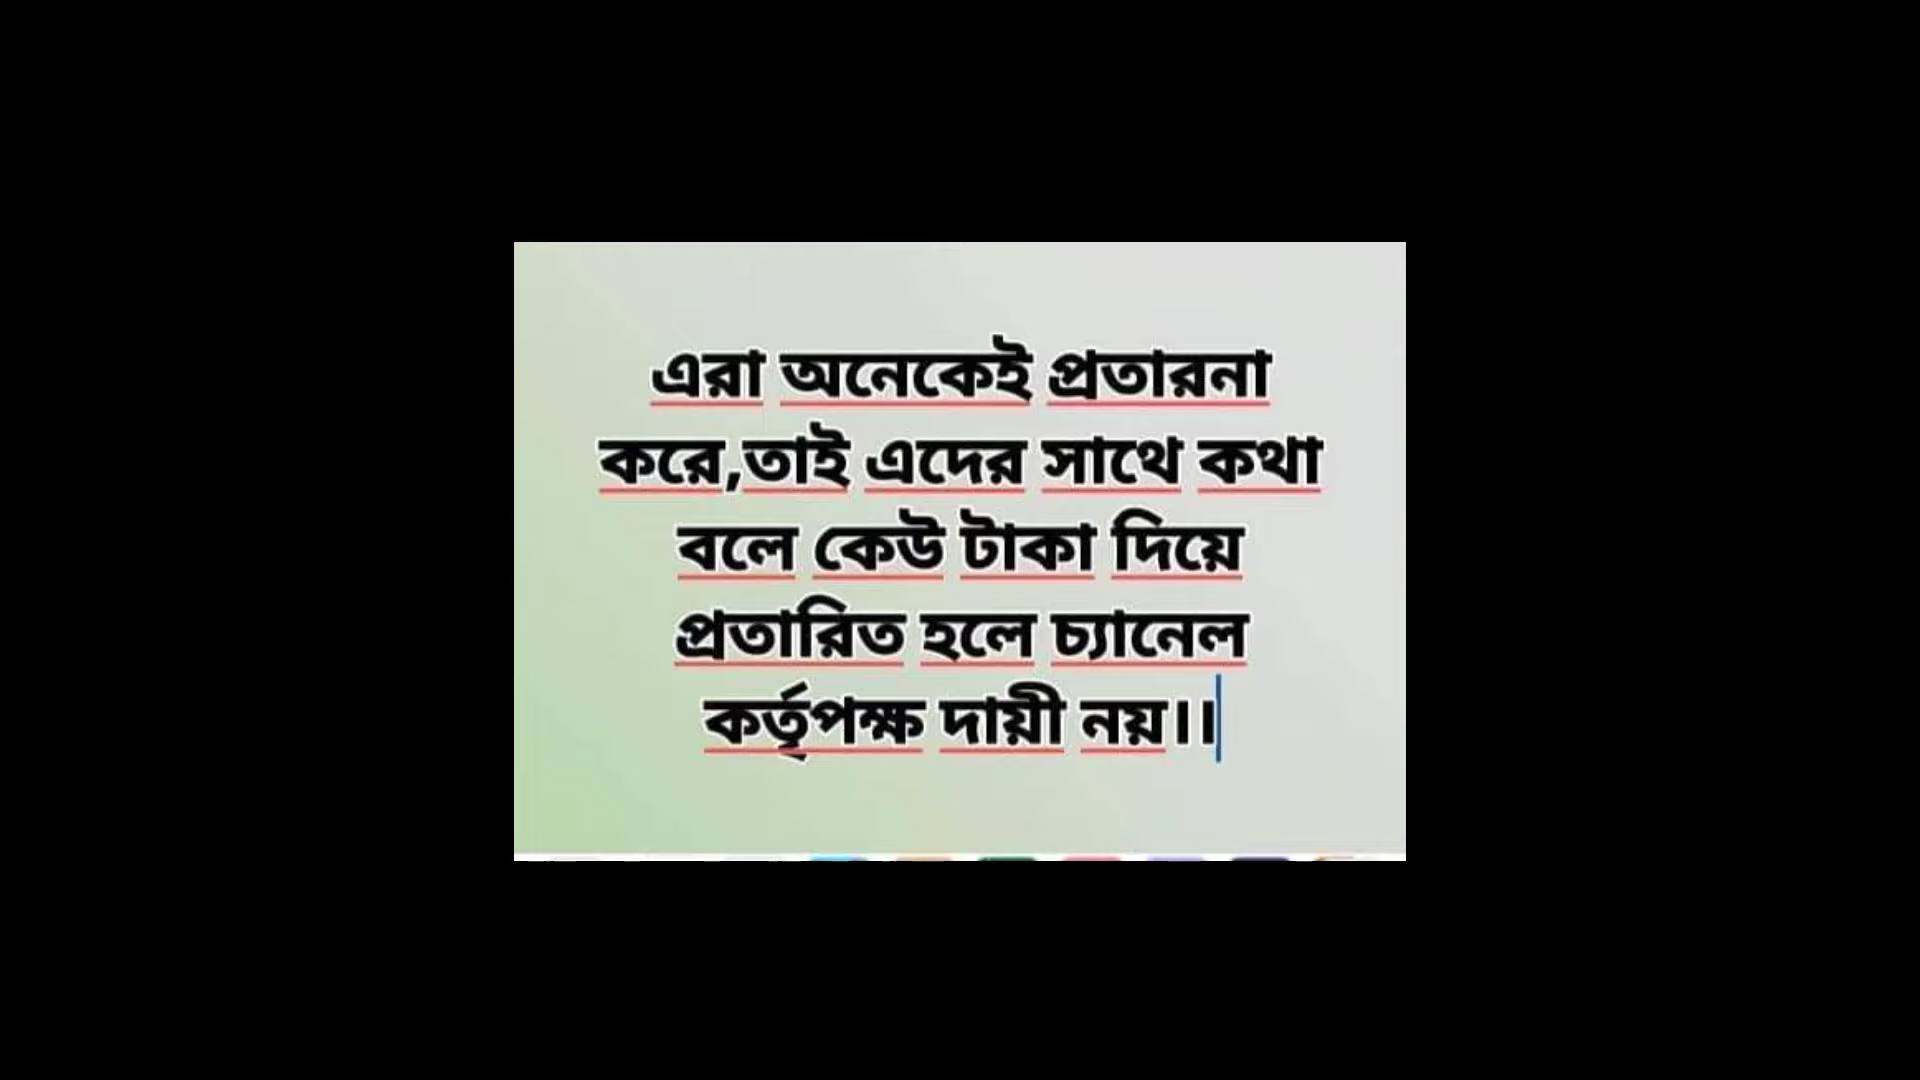 এরা অনেকেই প্রতারনা
করে,তাই এদের সাথে কথা
বলে কেউ টাকা দিয়ে
প্রতারিত হলে চ্যানেল
কর্তৃপক্ষ দায়ী নয়।।